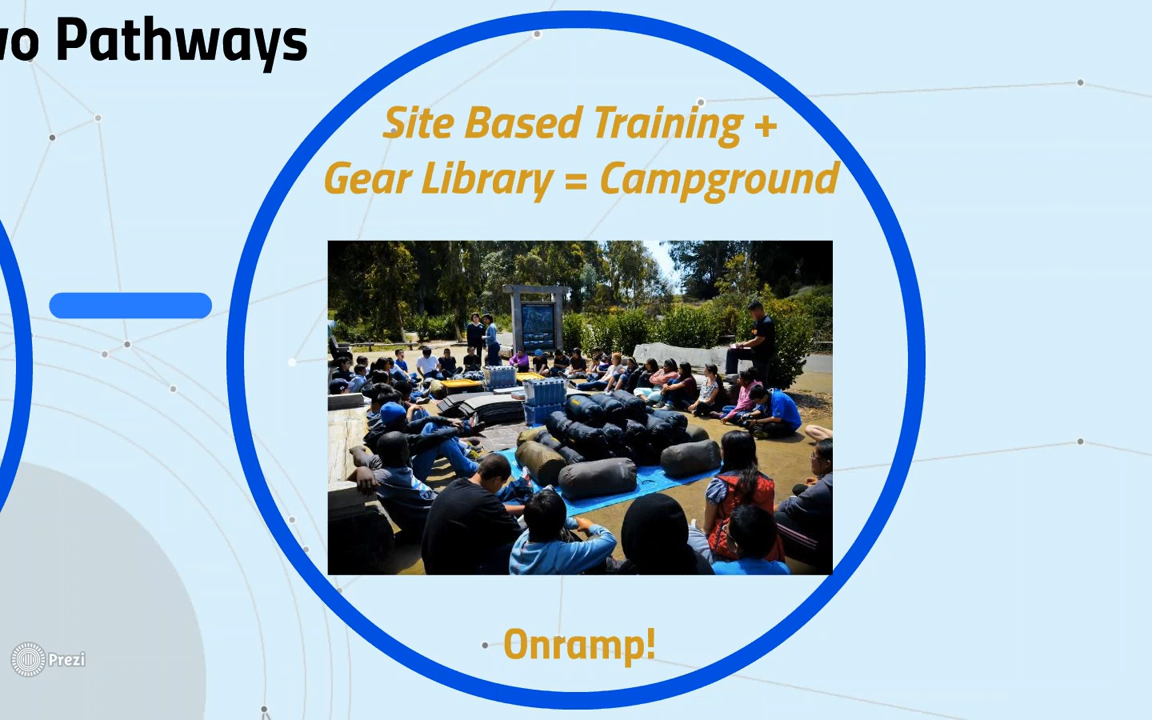 wo Pathways
Site Based Training +
Gear Library = Campground
Onramp!
Prezi